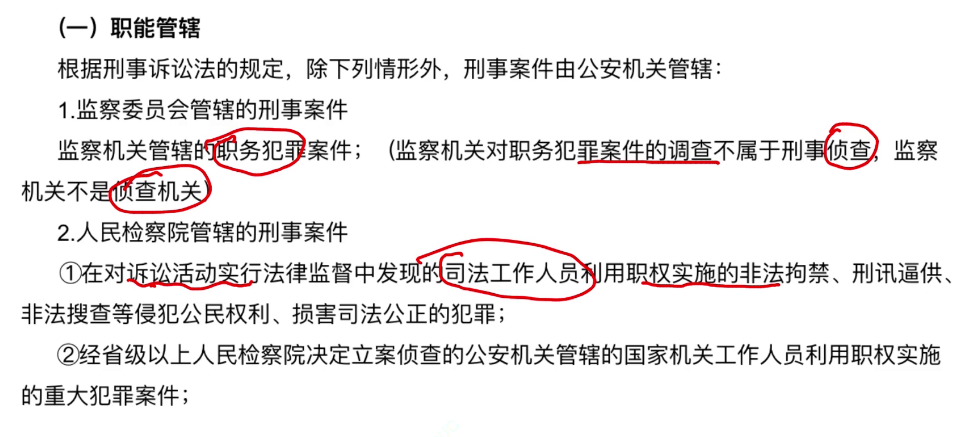 (一）职能管辖
根据刑事诉讼法的规定，除下列情形外，刑事案件由公安机关管辖：
1.监察委员会管辖的刑事案件
监察机关管辖的职务犯罪案件；（监察机关对职务犯罪案件的调查不属于刑事侦查，监察
机关不是侦查机关）
2.人民检察院管辖的刑事案件
①在对诉讼活动实行法律监督中发现的司法工作人员利用职权实施的非法拘禁、刑讯逼供、
非法搜查等侵犯公民权利、损害司法公正的犯罪；
②经省级以上人民检察院决定立案侦查的公安机关管辖的国家机关工作人员利用职权实施
的重大犯罪案件；